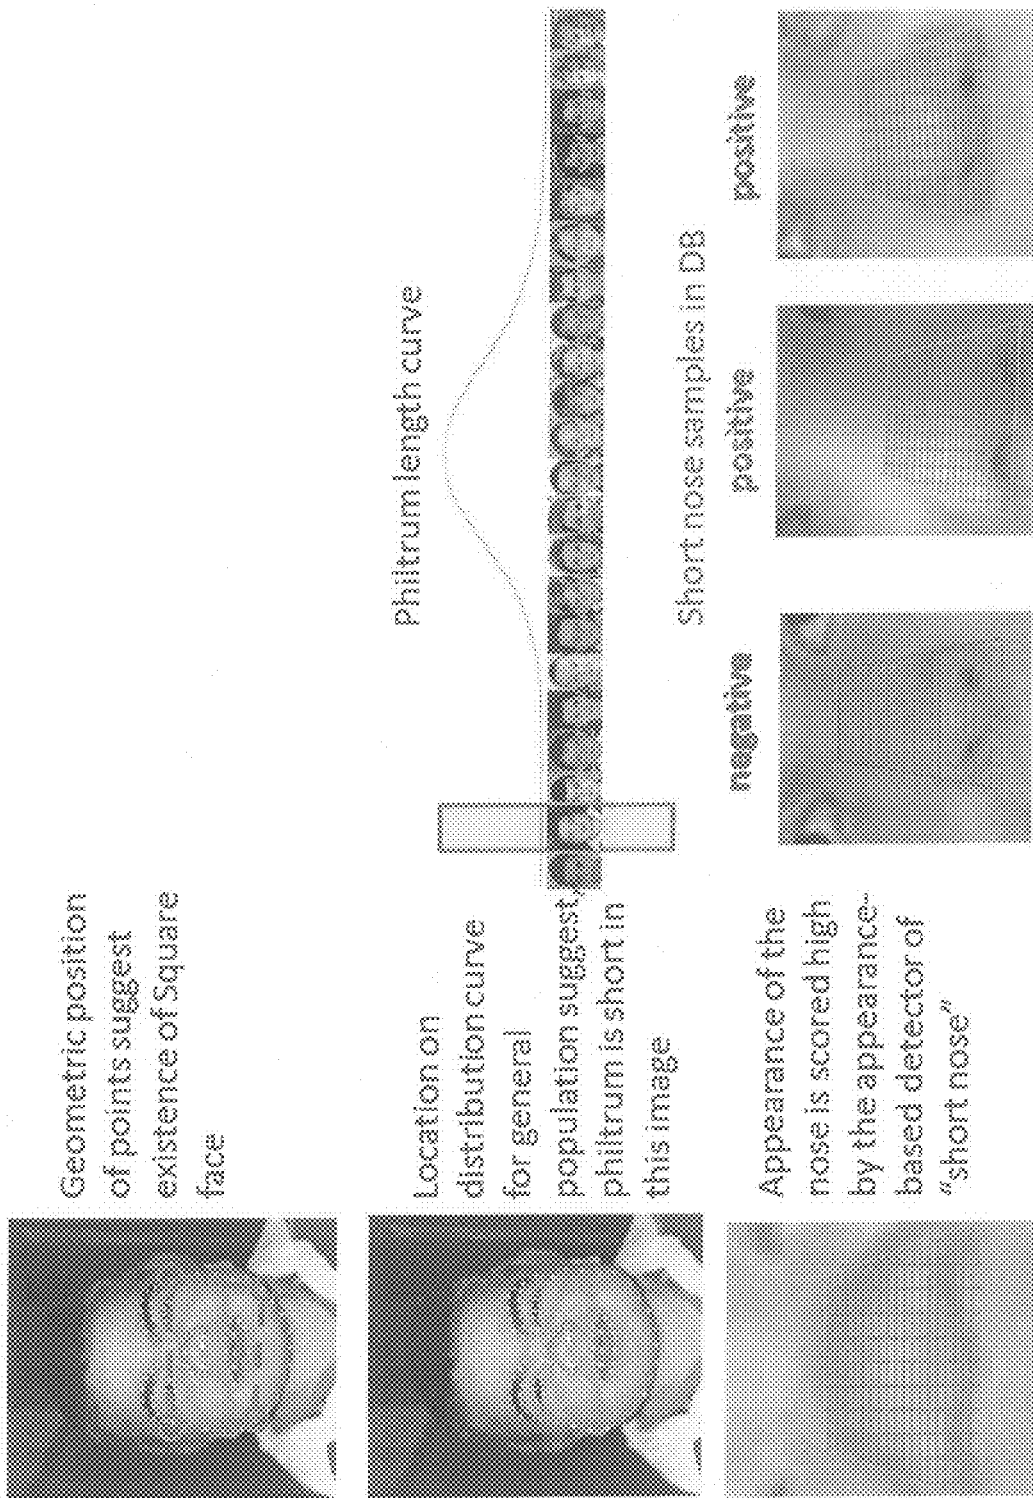 Geometric position
of points suggest
existence of Square
face
Location on
distribution curve
for general
population suggest,
philtrum is short in
this image
Philtrum length curve
Appearance of the
nose is scored high
by the appearance-
based detector of
"short nose"
Short nose samples in DB
negative
positive
positive